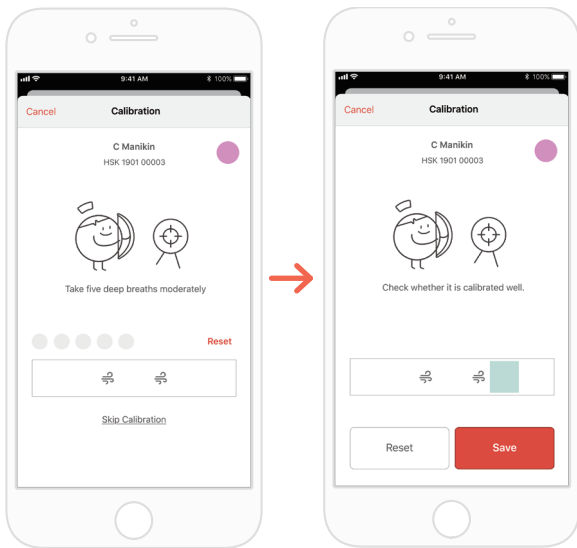 9:41 AM
100%
Cancel
Calibration
C Manikin
HSK 1901 00003
Take five deep breaths moderately
Reset
Skip Calibration
9:41 AM
100%
Cancel
Calibration
C Manikin
HSK 1901 00003
Check whether it is calibrated well.
Reset
Save